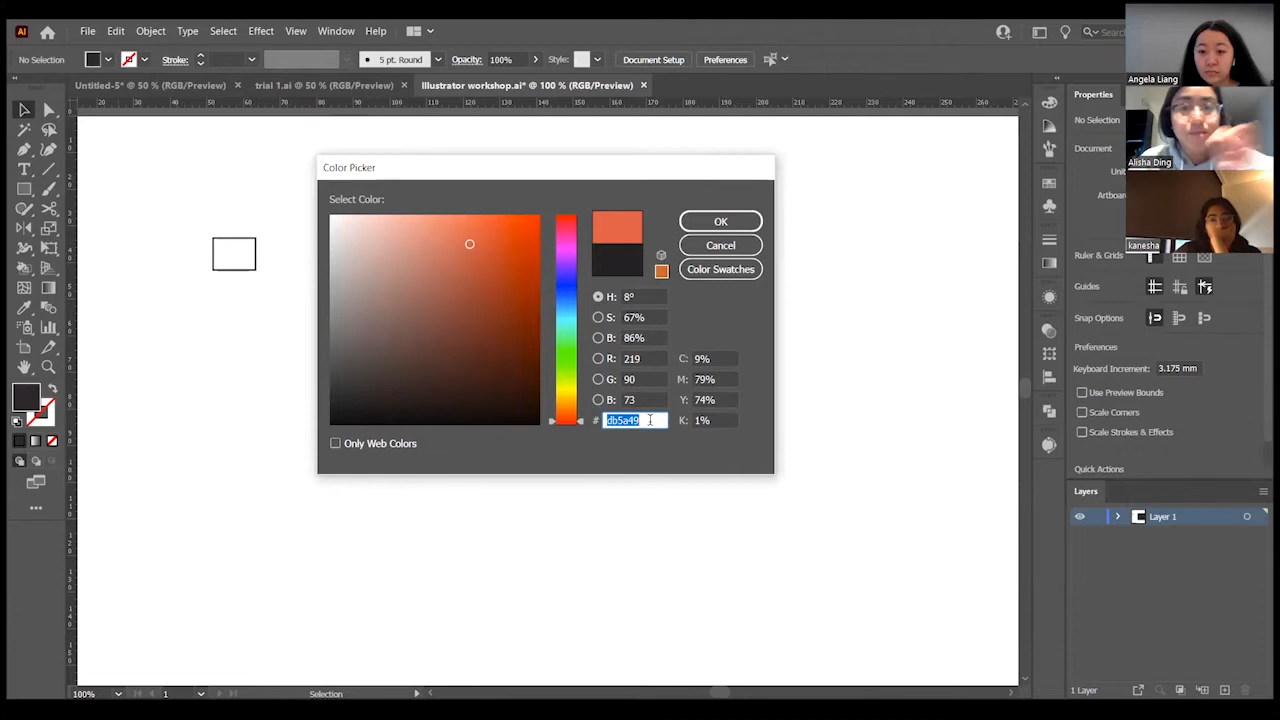 Ai File Edit Object Type Select Effect View Window Help
No Selection Stroke: 5 pt. Round Opacity: 100% Style: Document Setup Preferences
Untitled-5* @ 50 % (RGB/Preview) × trial 1.ai @ 50 % (RGB/Preview) × Illustrator workshop.ai* @ 100 % (RGB/Preview) ×
Angela Liang
Alisha Ding
kanesha
Color Picker
Select Color:
OK
Cancel
Color Swatches
H: 8°
S: 67%
B: 86%
R: 219 C: 9%
G: 90 M: 79%
B: 73 Y: 74%
# db5a49 K: 1%
Only Web Colors
Properties
No Selection
Document
Ruler & Grids
Guides
Snap Options
Preferences
Keyboard Increment: 3.175 mm
Use Preview Bounds
Scale Corners
Scale Strokes & Effects
Quick Actions
Layers
Layer 1
100% 1 Selection 1 Layer